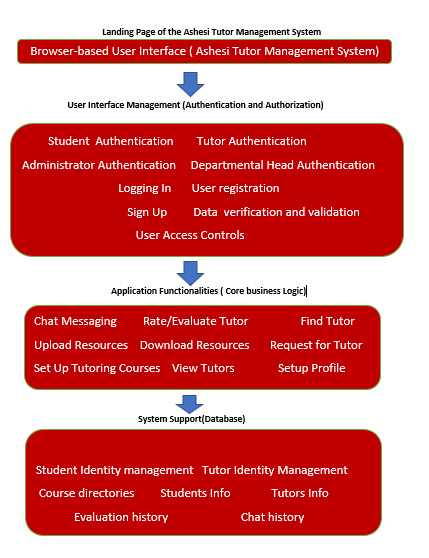 Landing Page of the Ashesi Tutor Management System
Browser-based User Interface ( Ashesi Tutor Management System)
User Interface Management (Authentication and Authorization)
Student Authentication Tutor Authentication
Administrator Authentication Departmental Head Authentication
Logging In User registration
Sign Up Data verification and validation
User Access Controls
Application Functionalities ( Core business Logic)
Chat Messaging Rate/Evaluate Tutor Find Tutor
Upload Resources Download Resources Request for Tutor
Set Up Tutoring Courses View Tutors Setup Profile
System Support(Database)
Student Identity management Tutor Identity Management
Course directories Students Info Tutors Info
Evaluation history Chat history